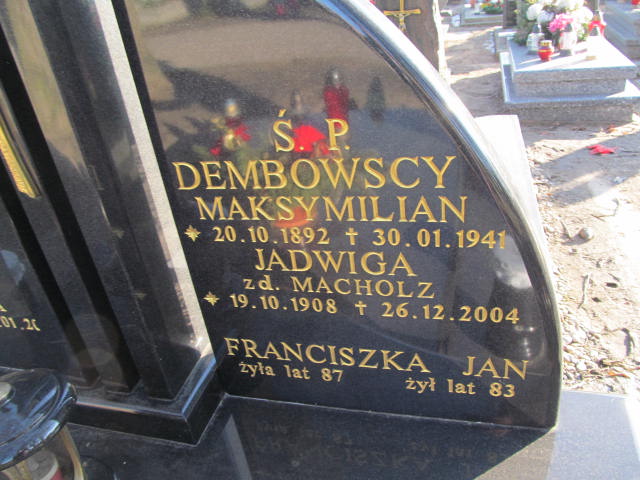 Ś. P.
DEMBOWSCY
MAKSYMILIAN
* 20.10.1892 † 30.01.1941
JADWIGA
zd. MACHOLZ
* 19.10.1908 † 26.12.2004
FRANCISZKA JAN
żyła lat 87 żył lat 83